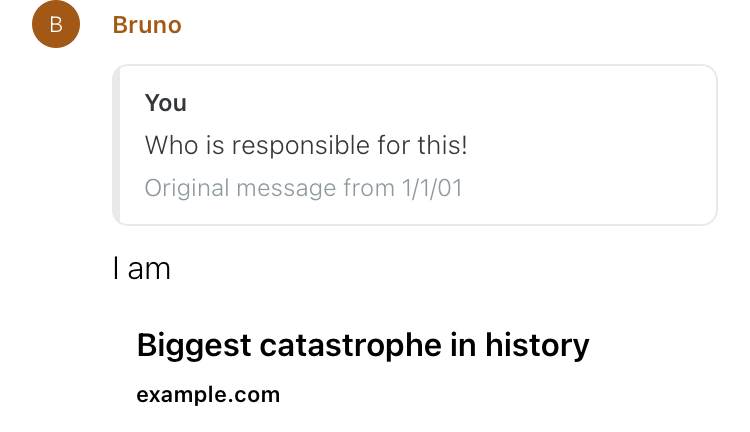 B
Bruno
You
Who is responsible for this!
Original message from 1/1/01
I am
Biggest catastrophe in history
example.com